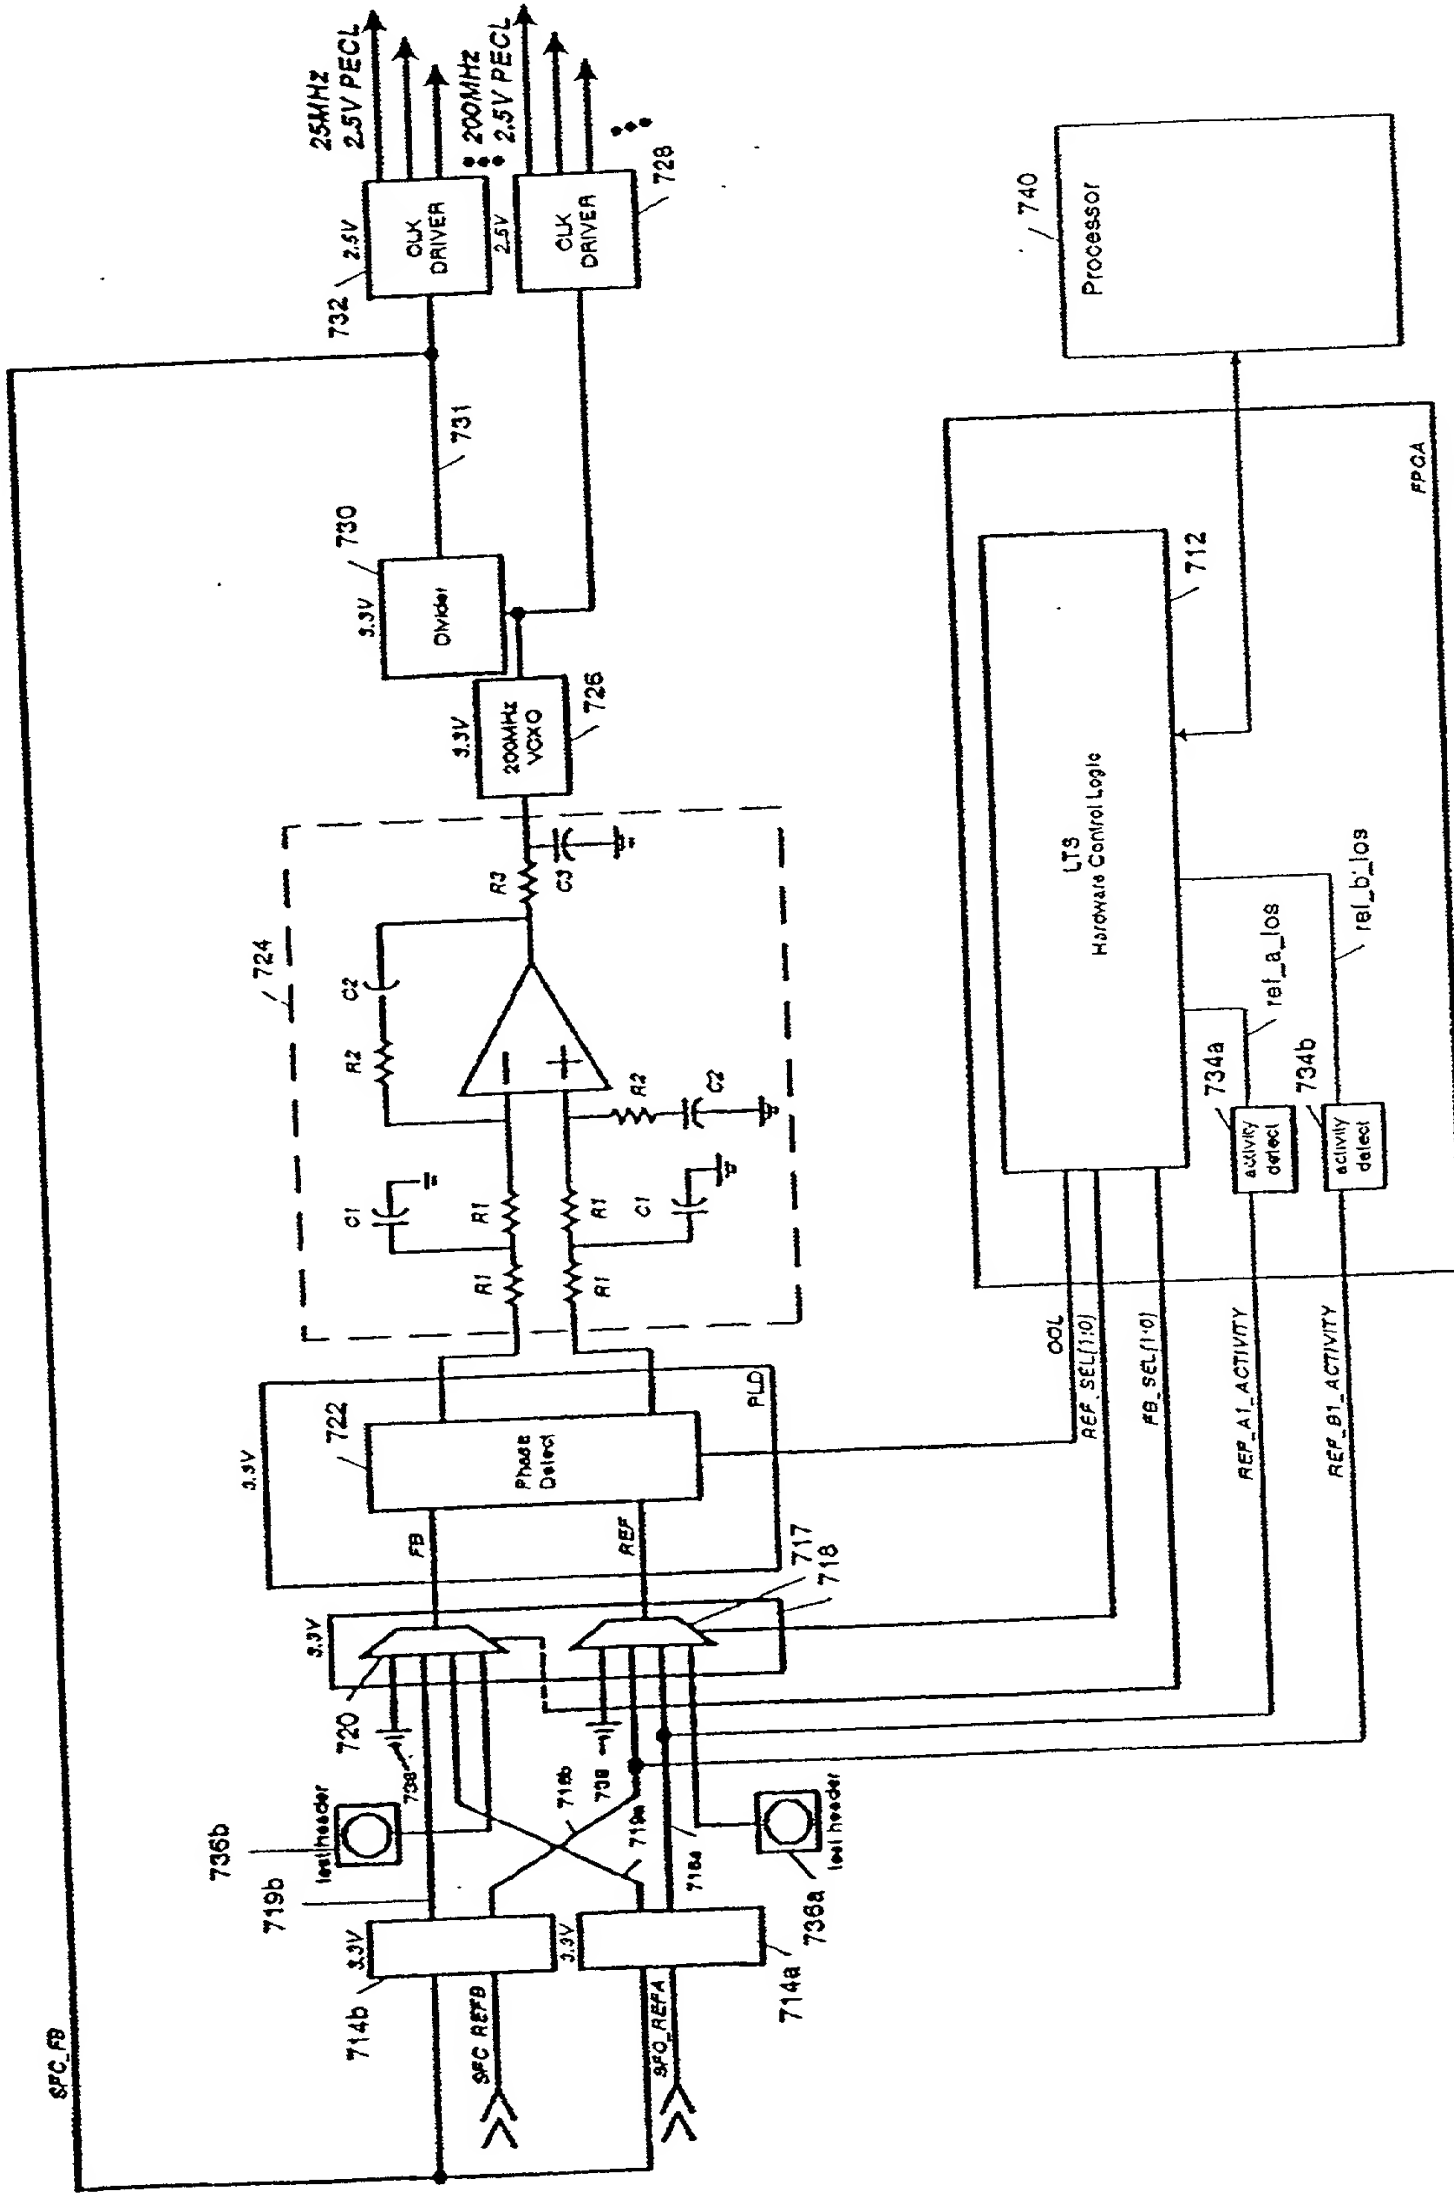 SFC_FB
714b
3.3V
SFC REFB
3.3V
SFO_REFA
714a
719b
736b
test header
738
720
3.3V
718b
738
719a
718a
736a
test header
717
718
FB
REF
3.3V
722
Phase
Detect
PLD
724
R1
R1
C1
R1
R1
C1
R2
C2
R2
C2
R3
C3
3.3V
200MHz
VCXO
726
3.3V
730
Divider
731
732
2.5V
CLK
DRIVER
25MHz
2.5V PECL
2.5V
CLK
DRIVER
728
200MHz
2.5V PECL
OOL
REF_SEL[1:0]
FB_SEL[1:0]
REF_A1_ACTIVITY
REF_B1_ACTIVITY
734a
activity
detect
734b
activity
detect
ref_a_los
ref_b_los
LTS
Hardware Control Logic
712
FPGA
740
Processor